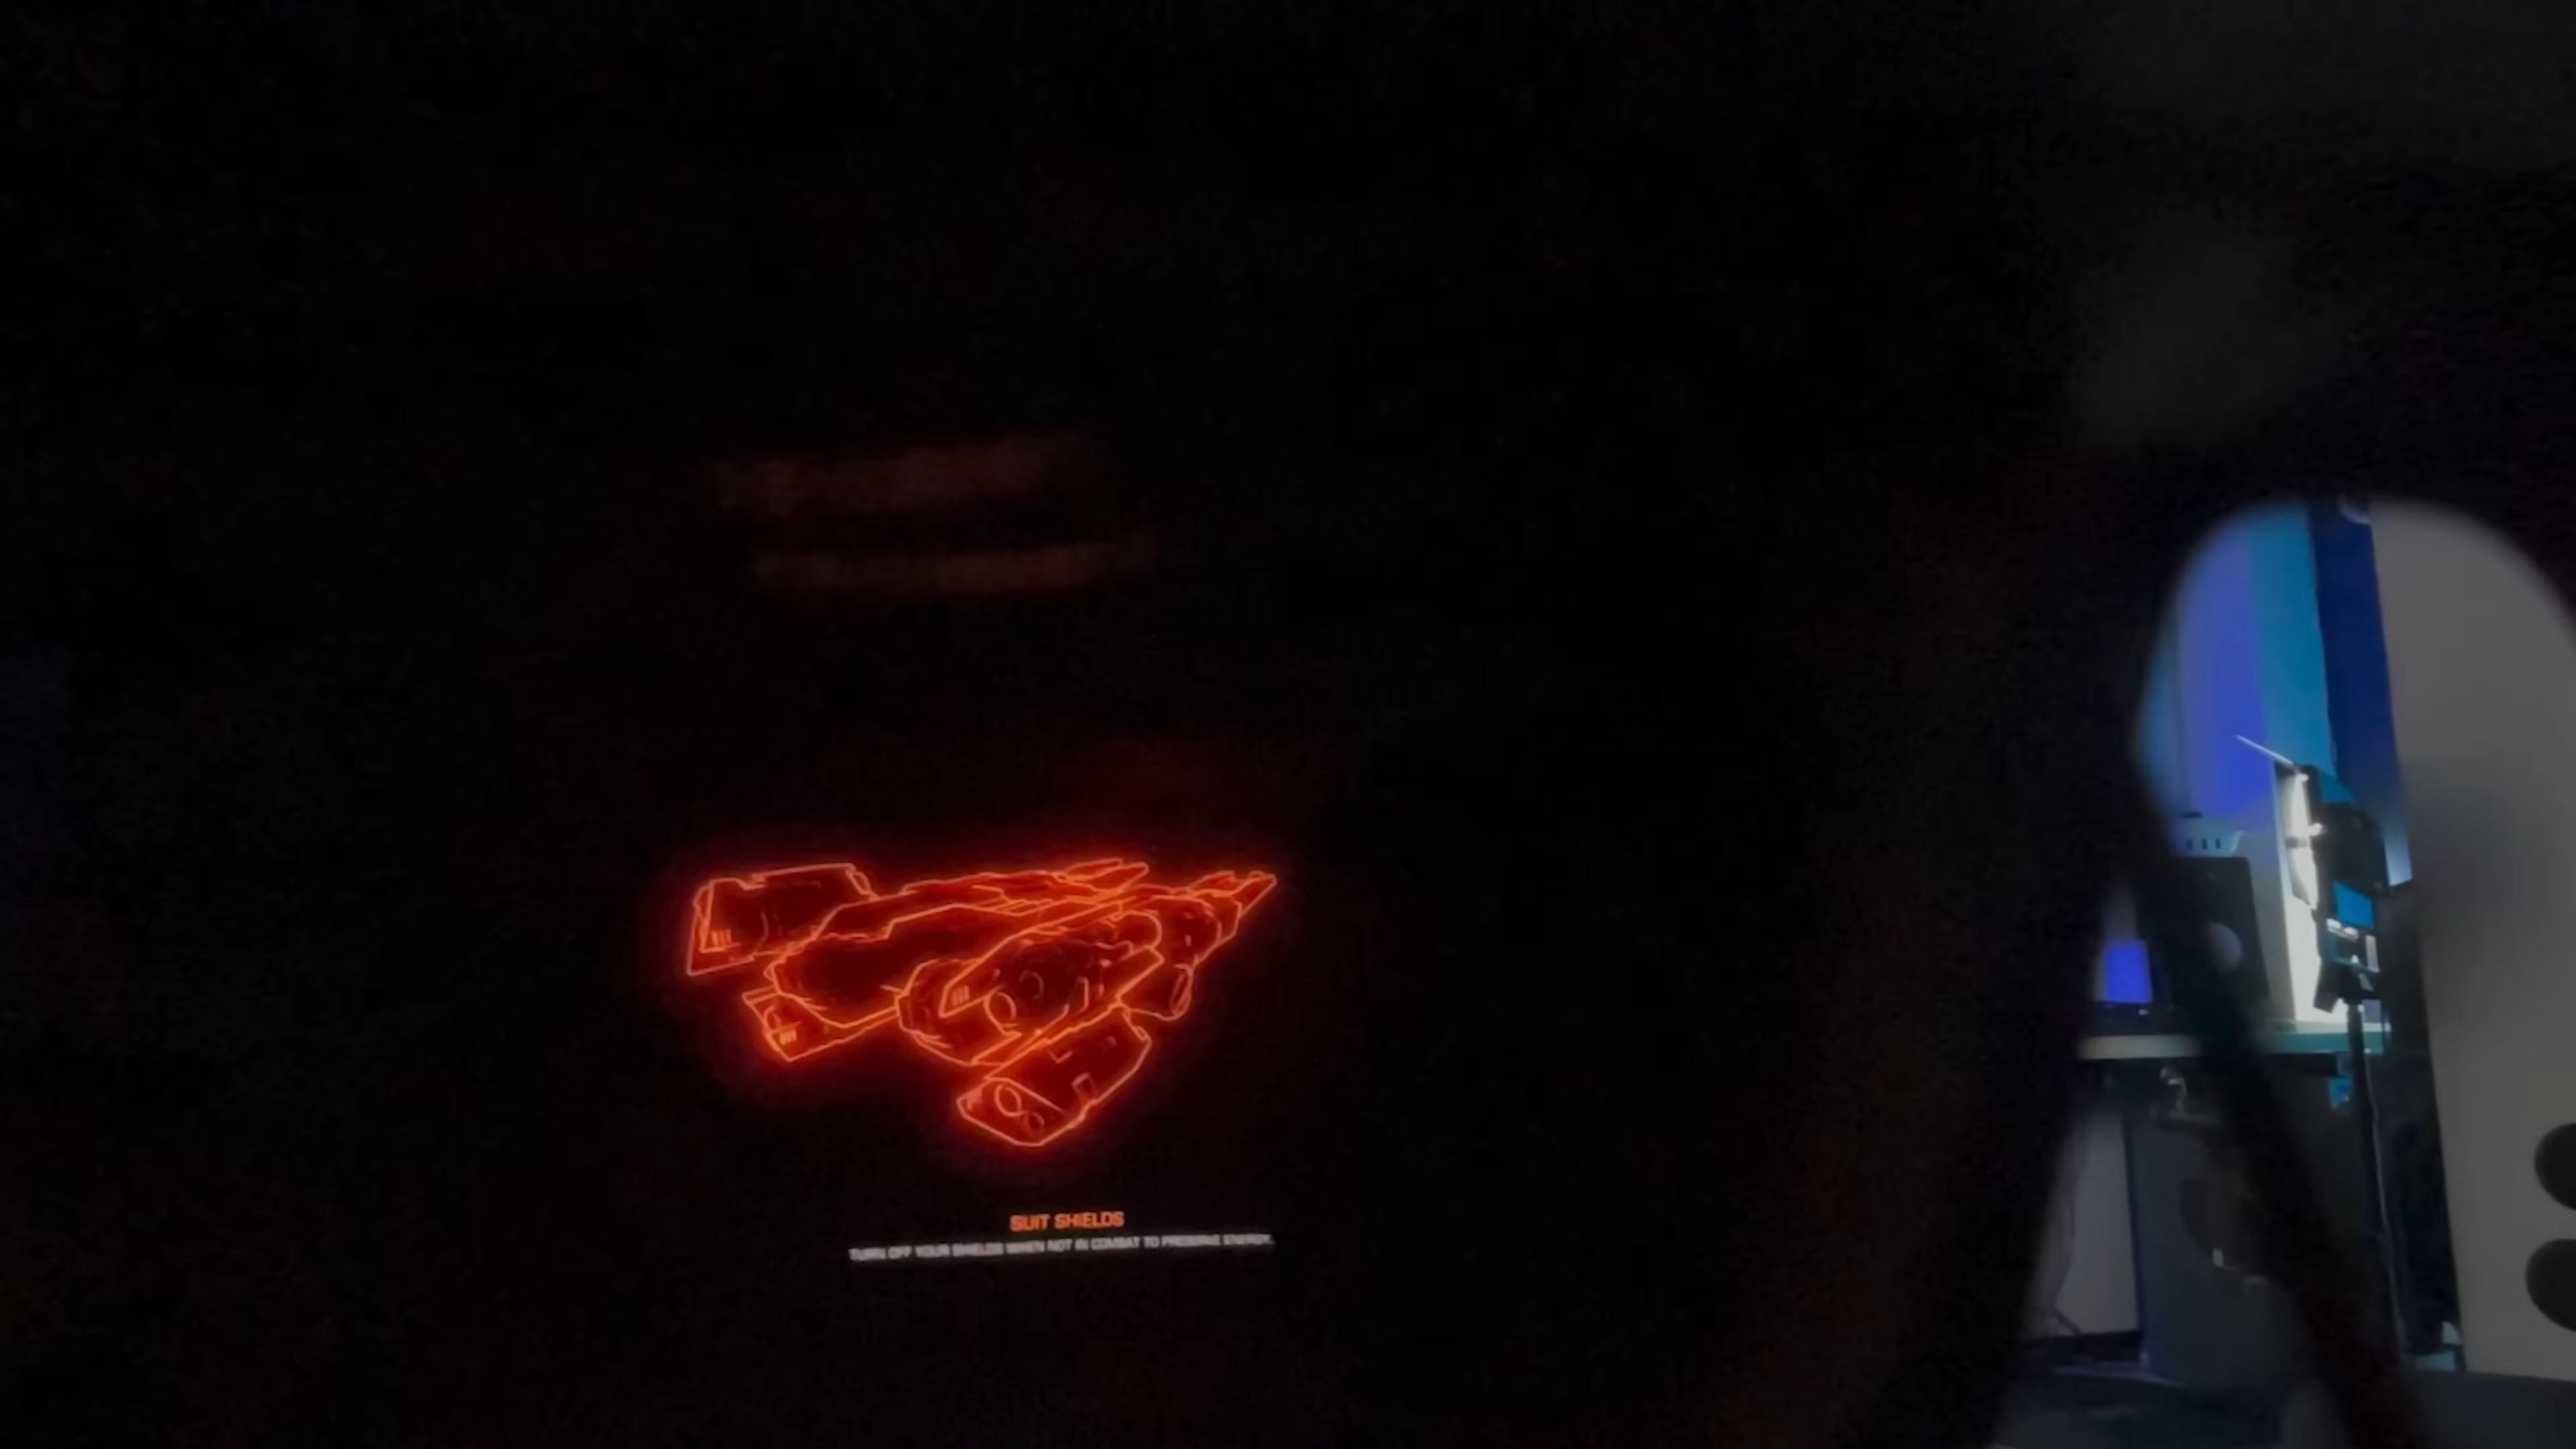 SUIT SHIELDS
TURN OFF YOUR SHIELDS WHEN NOT IN COMBAT TO PRESERVE ENERGY.